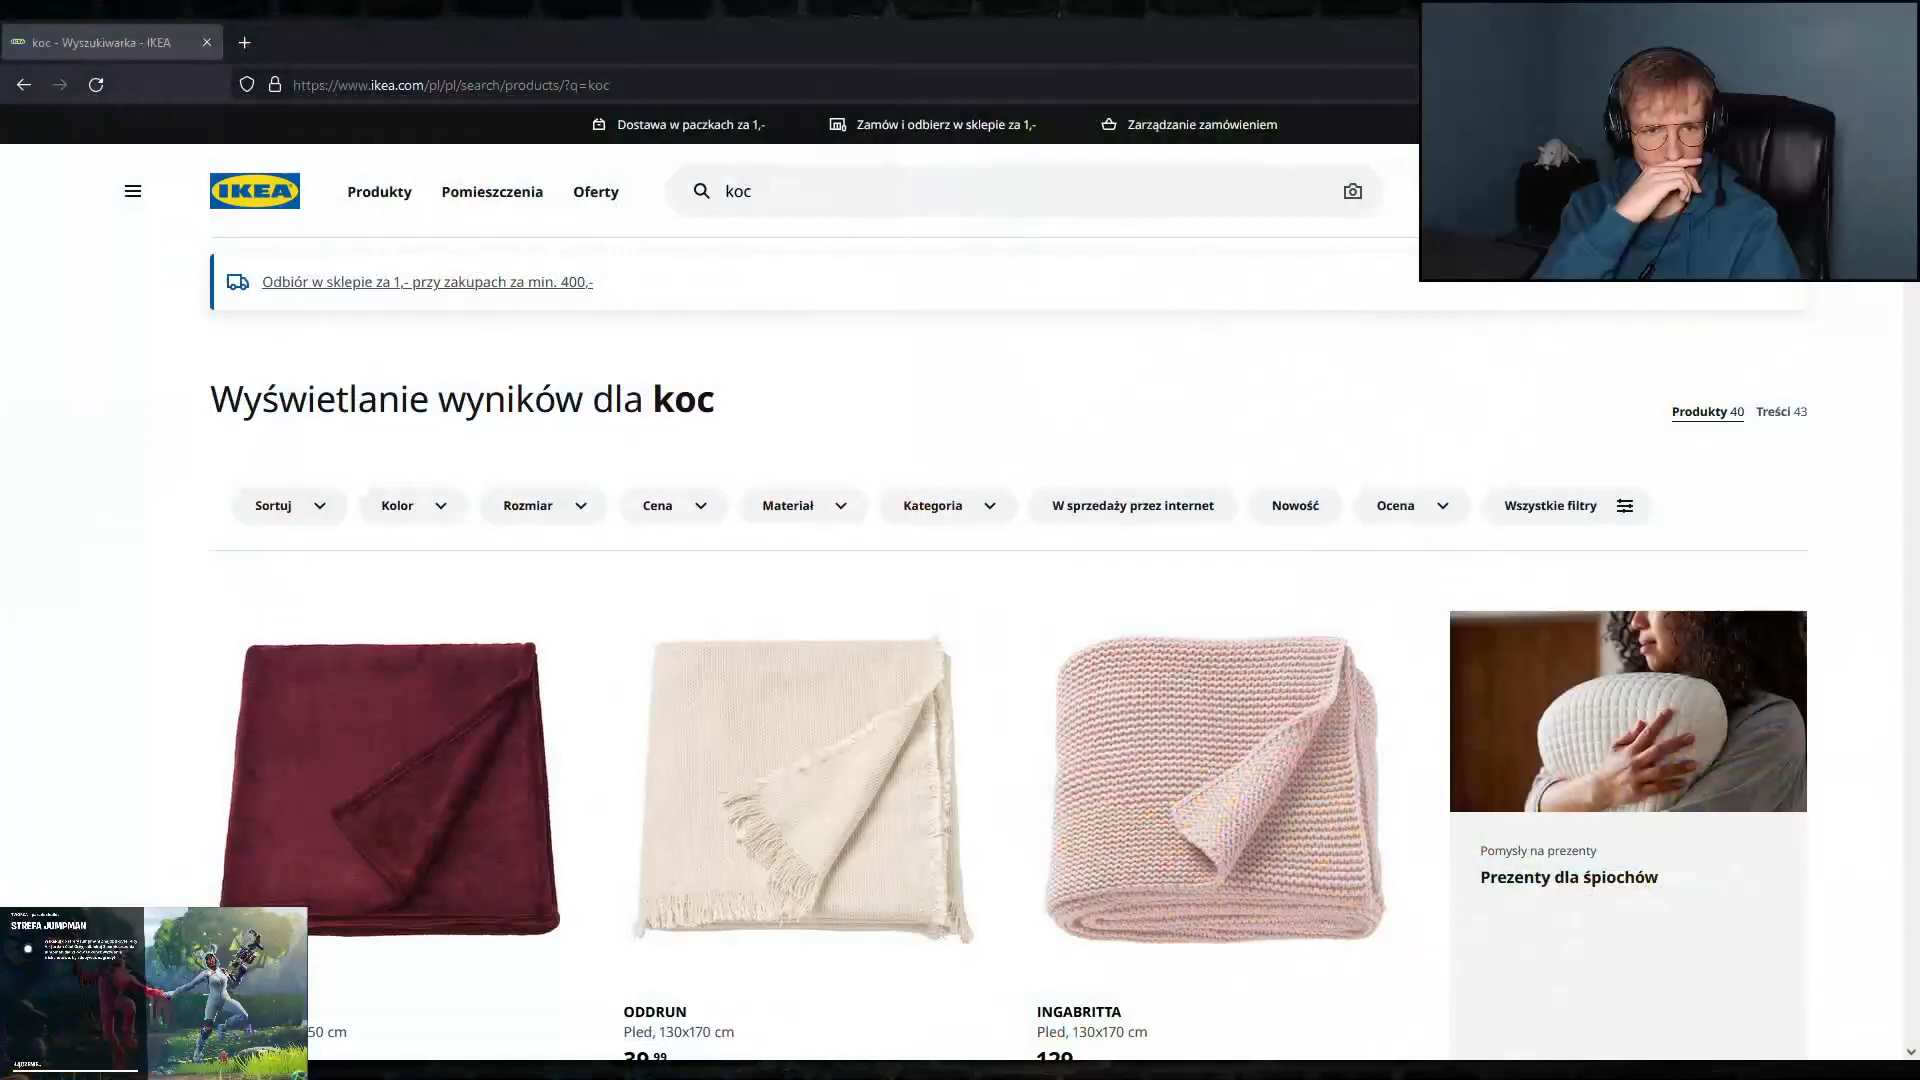 koc - Wyszukiwarka - IKEA
https://www.ikea.com/pl/pl/search/products/?q=koc
Dostawa w paczkach za 1,-
Zamów i odbierz w sklepie za 1,-
Zarządzanie zamówieniem
IKEA
Produkty
Pomieszczenia
Oferty
koc
Odbiór w sklepie za 1,- przy zakupach za min. 400,-
Wyświetlanie wyników dla koc
Produkty 40
Treści 43
Sortuj
Kolor
Rozmiar
Cena
Materiał
Kategoria
W sprzedaży przez internet
Nowość
Ocena
Wszystkie filtry
Pomysły na prezenty
Prezenty dla śpiochów
STREFA JUMPMAN
50 cm
ODDRUN
Pled, 130x170 cm
39,99
INGABRITTA
Pled, 130x170 cm
129